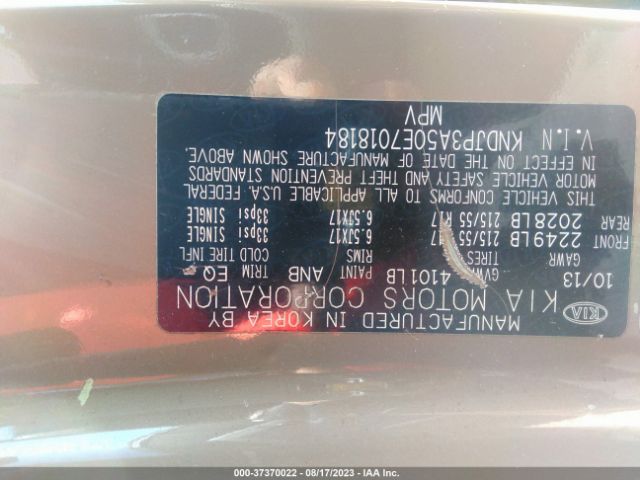 MANUFACTURED IN KOREA BY
KIA KIA MOTORS CORPORATION
10/13 GVWR 4101LB PAINT ANB TRIM EQ
GAWR TIRES RIMS COLD TIRE INFL
FRONT 2249LB 215/55 17 6.5JX17 33psi SINGLE
REAR 2028LB 215/55 R17 6.5JX17 33psi SINGLE
THIS VEHICLE CONFORMS TO ALL APPLICABLE U.S.A. FEDERAL
MOTOR VEHICLE SAFETY AND THEFT PREVENTION STANDARDS
IN EFFECT ON THE DATE OF MANUFACTURE SHOWN ABOVE.
V.I.N KNDJP3A50E7018184
MPV
000-37370022 - 08/17/2023 - IAA Inc.